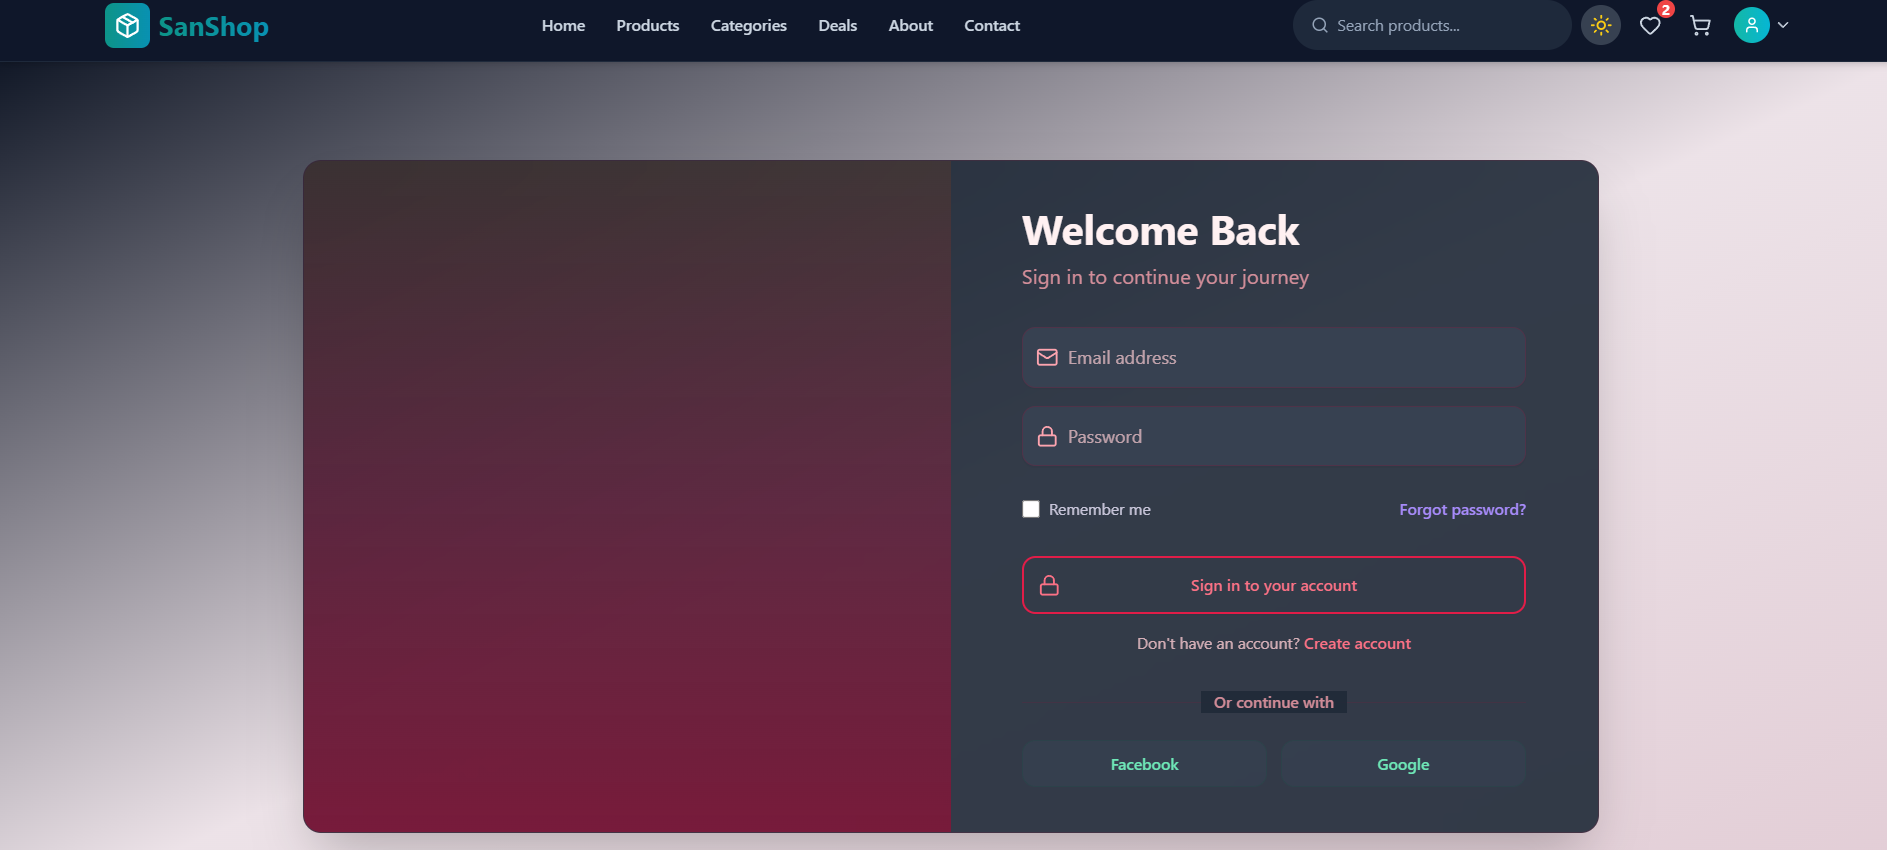 SanShop
Home Products Categories Deals About Contact
Search products...
2
Welcome Back
Sign in to continue your journey
Email address
Password
Remember me Forgot password?
Sign in to your account
Don't have an account? Create account
Or continue with
Facebook Google